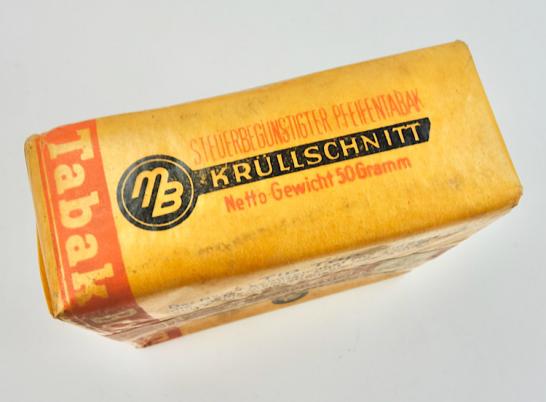 Tabak
STEUERBEGÜNSTIGTER PFEIFENTABAK
MB KRÜLLSCHNITT
Netto Gewicht 50 Gramm